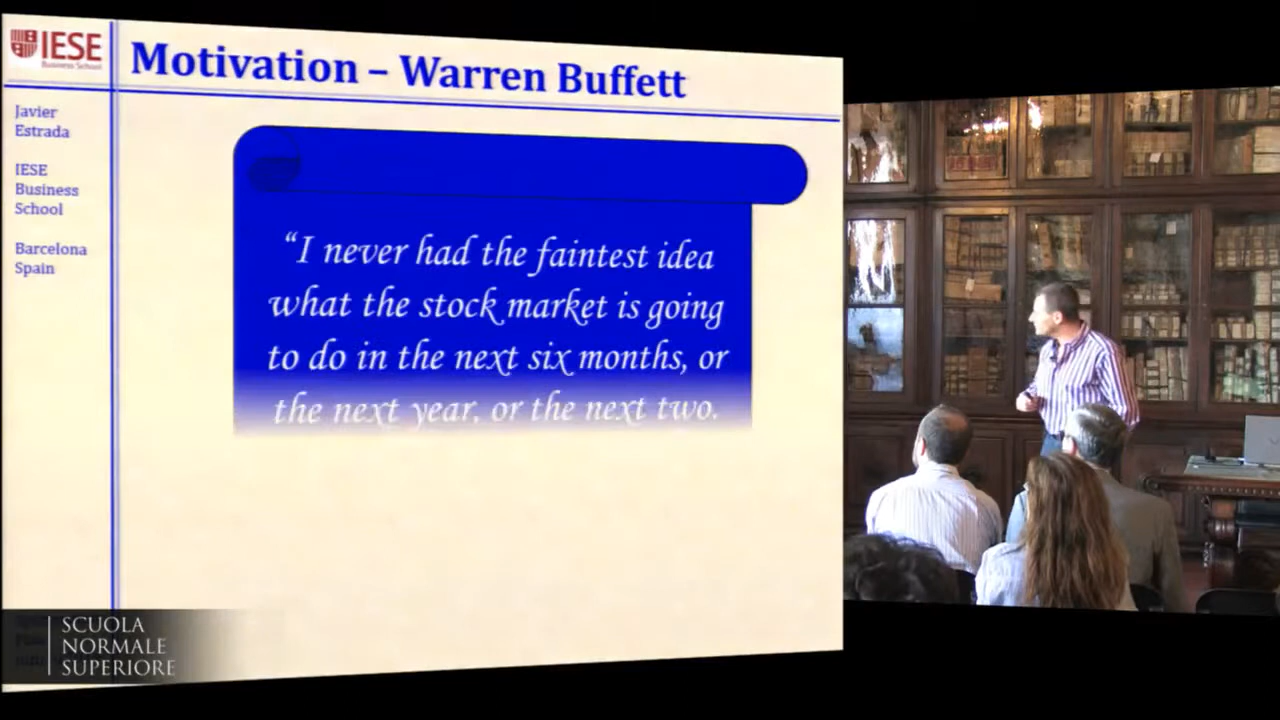 IESE
Business School
Motivation – Warren Buffett
Javier
Estrada
IESE
Business
School
Barcelona
Spain
“I never had the faintest idea
what the stock market is going
to do in the next six months, or
the next year, or the next two.
SCUOLA
NORMALE
SUPERIORE